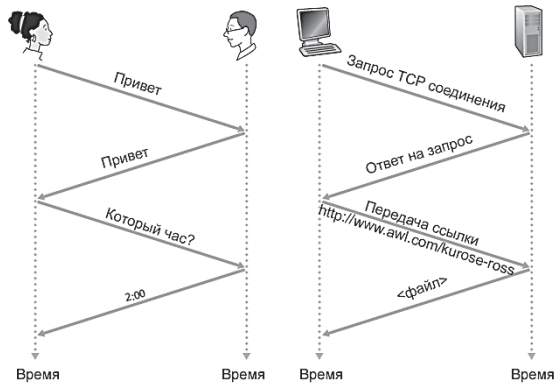 Привет
Привет
Который час?
2:00
Время
Время
Запрос TCP соединения
Ответ на запрос
Передача ссылки
http://www.awl.com/kurose-ross
<файл>
Время
Время